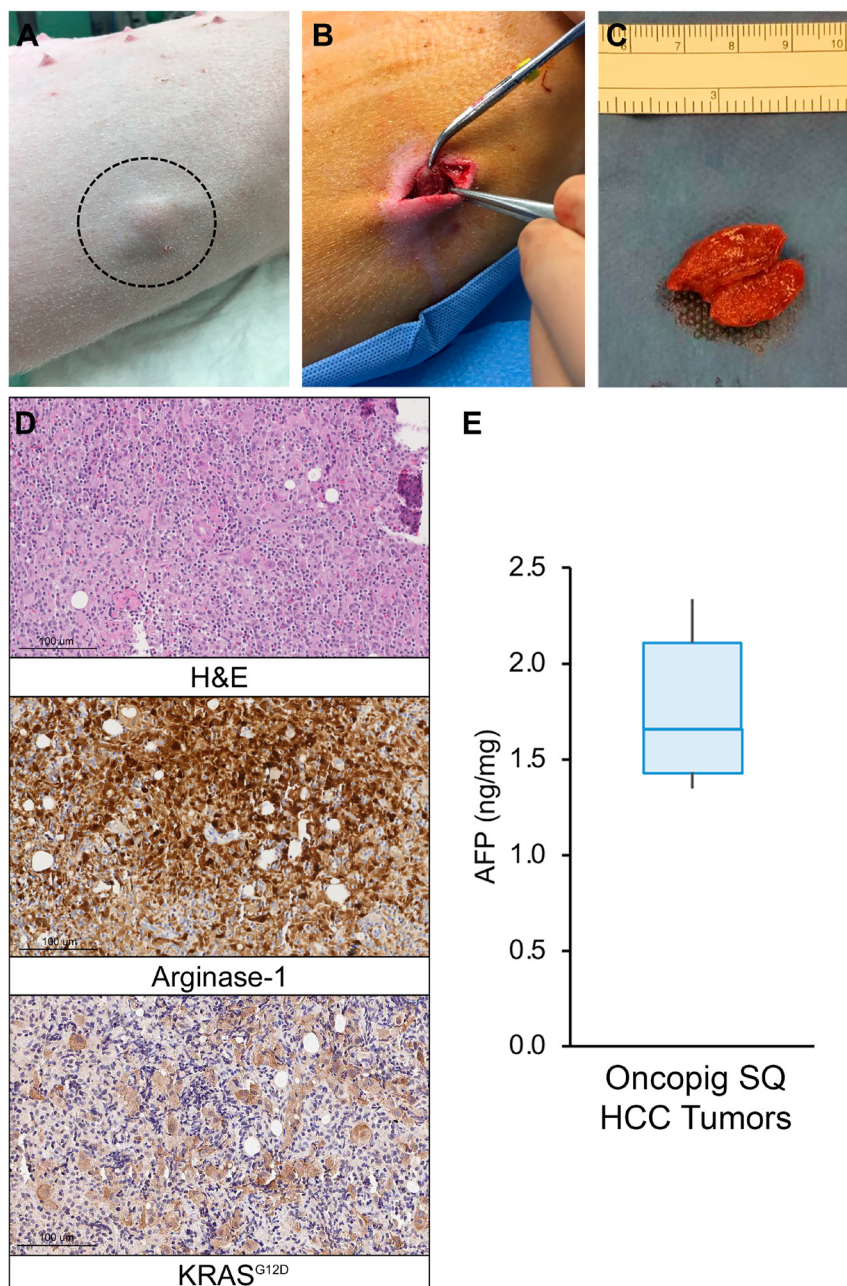 A
B
C
6 7 8 9 10
3
D
100 um
H&E
100 um
Arginase-1
100 um
KRAS^G12D
E
2.5
2.0
1.5
1.0
0.5
0.0
AFP (ng/mg)
Oncopig SQ
HCC Tumors